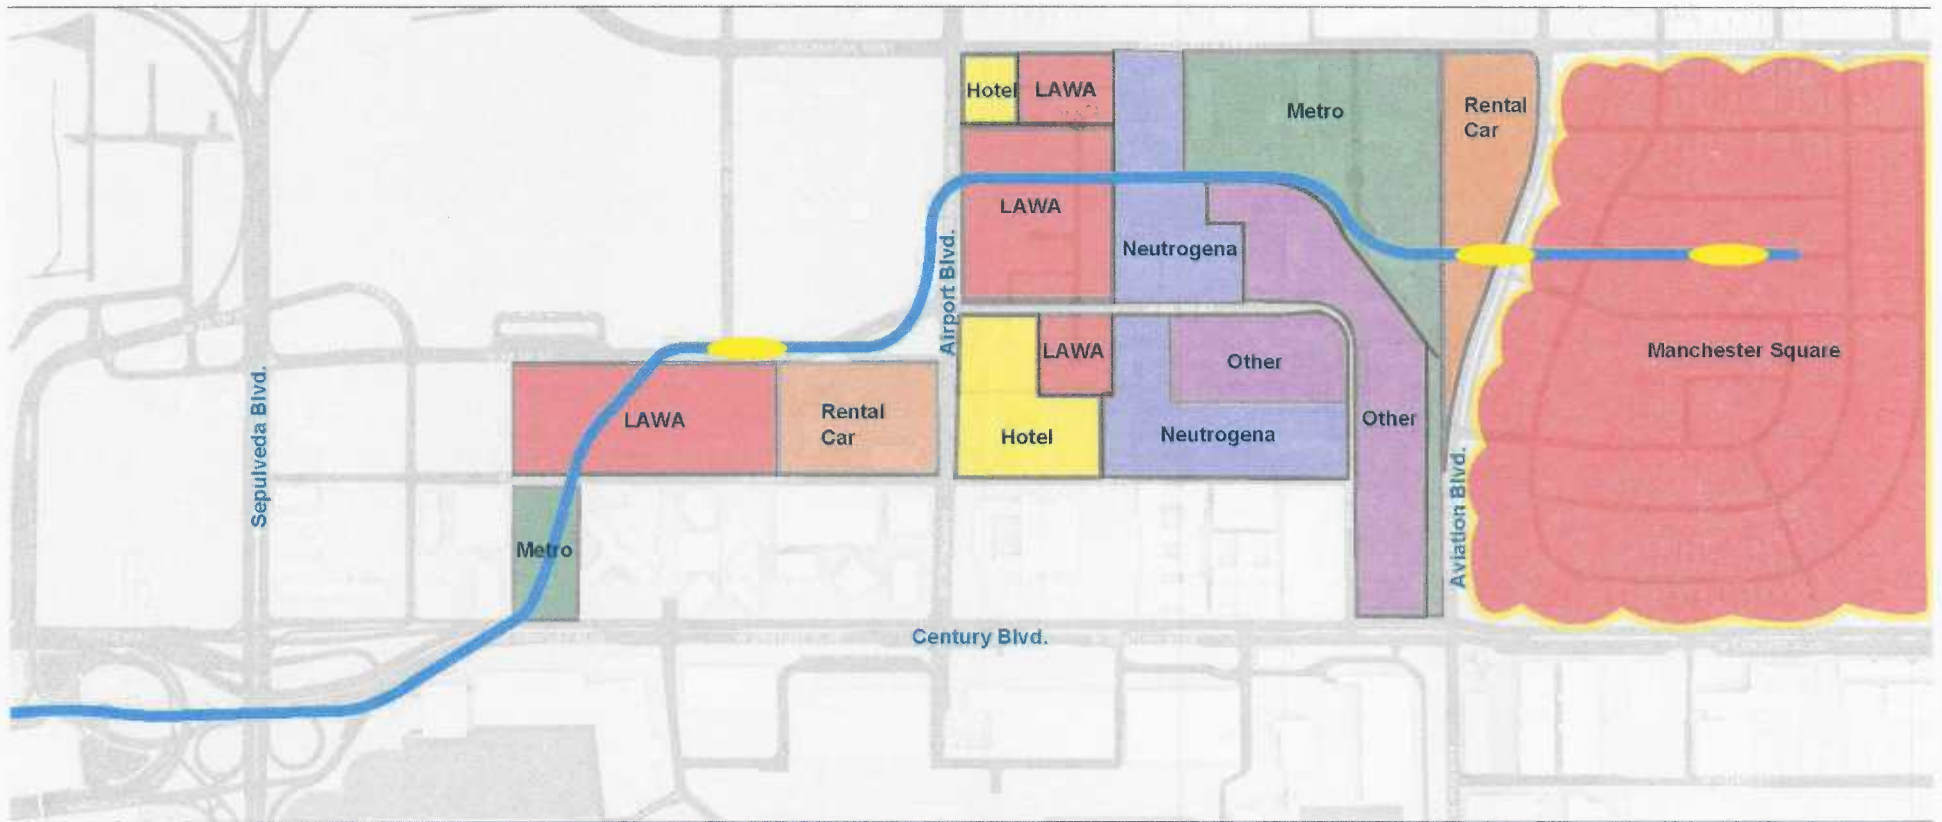 Hotel
LAWA
Metro
Rental
Car
LAWA
Neutrogena
Airport Blvd.
LAWA
Other
Manchester Square
Sepulveda Blvd.
LAWA
Rental
Car
Hotel
Neutrogena
Other
Aviation Blvd.
Metro
Century Blvd.